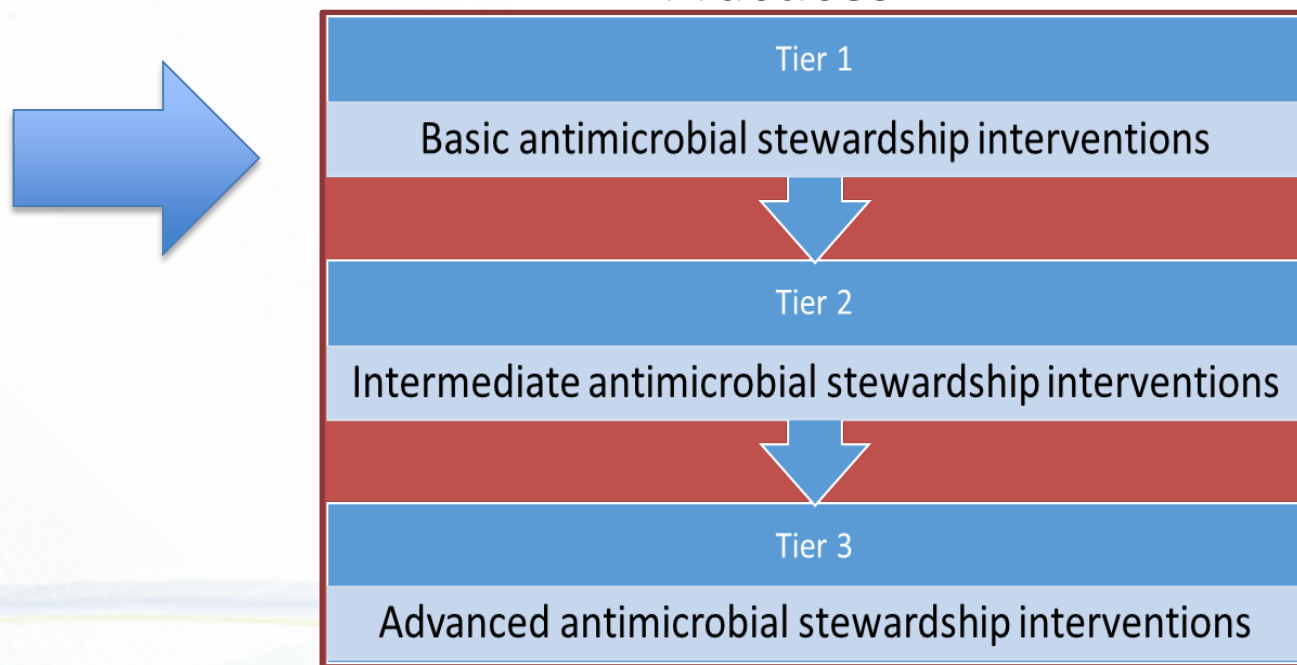 Tier 1
Basic antimicrobial stewardship interventions
Tier 2
Intermediate antimicrobial stewardship interventions
Tier 3
Advanced antimicrobial stewardship interventions